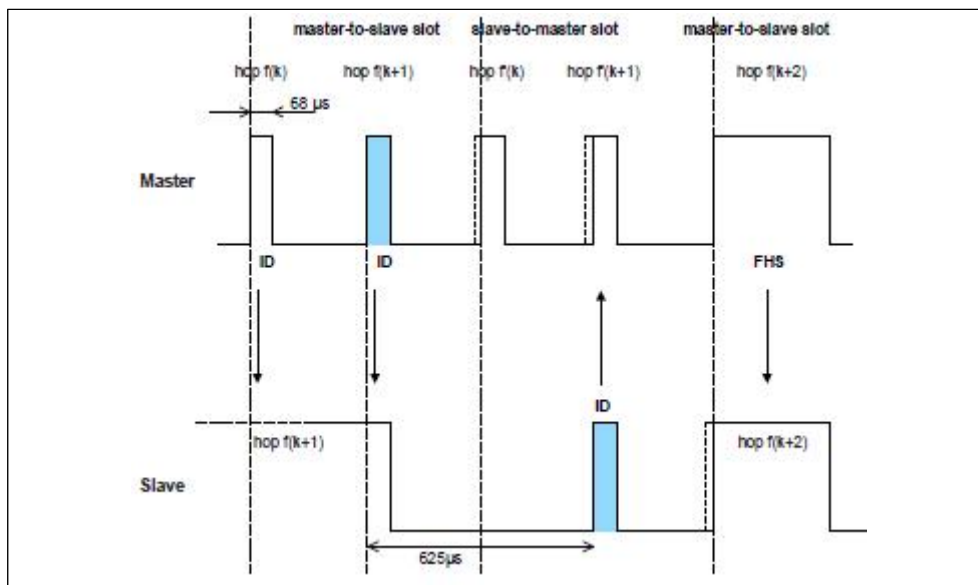 master-to-slave slot slave-to-master slot master-to-slave slot
hop f(k) hop f(k+1) hop f(k) hop f(k+1) hop f(k+2)
68 µs
Master
ID ID FHS
ID
hop f(k+1) hop f(k+2)
Slave
625µs